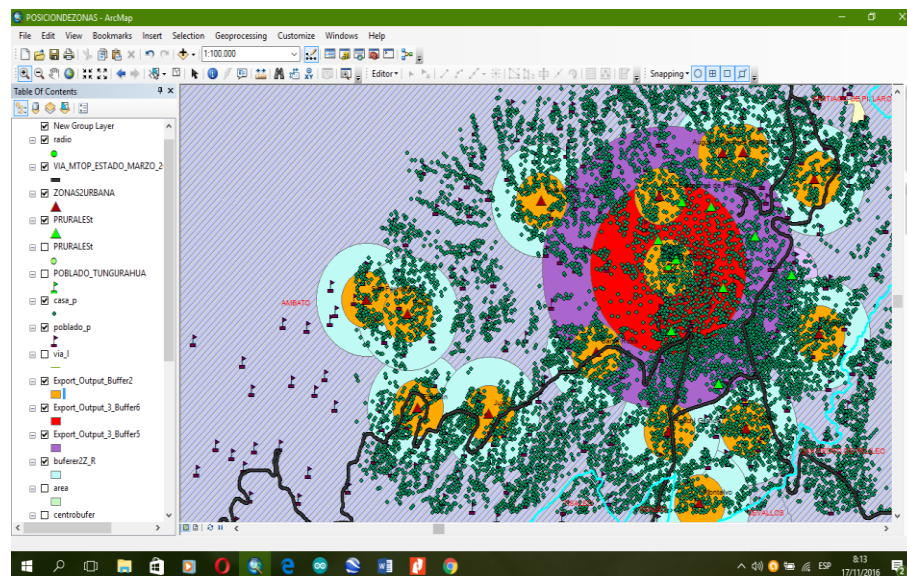 POSICIONDEZONAS - ArcMap
File Edit View Bookmarks Insert Selection Geoprocessing Customize Windows Help
1:100.000
Editor
Snapping
Table Of Contents
New Group Layer
radio
VIA_MTOP_ESTADO_MARZO_2
ZONAS2URBANA
PRURALESt
PRURALESt
POBLADO_TUNGURAHUA
casa_p
poblado_p
via_l
Export_Output_Buffer2
Export_Output_3_Buffer6
Export_Output_3_Buffer5
buferer2Z_R
area
centrobufer
AMBATO
ESP
8:13
17/11/2016